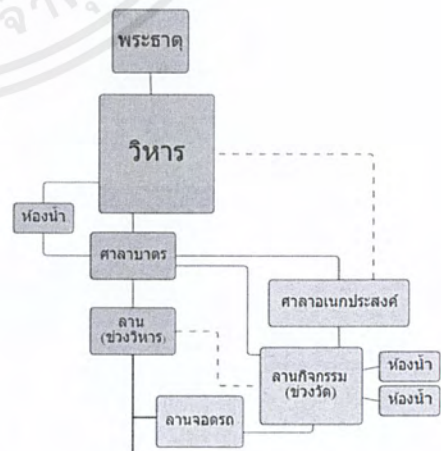 พระธาตุ
วิหาร
ห้องน้ำ
ศาลาบาตร
ศาลาอเนกประสงค์
ลาน
(ช่วงวิหาร)
ลานกิจกรรม
(ช่วงวัด)
ห้องน้ำ
ห้องน้ำ
ลานจอดรถ